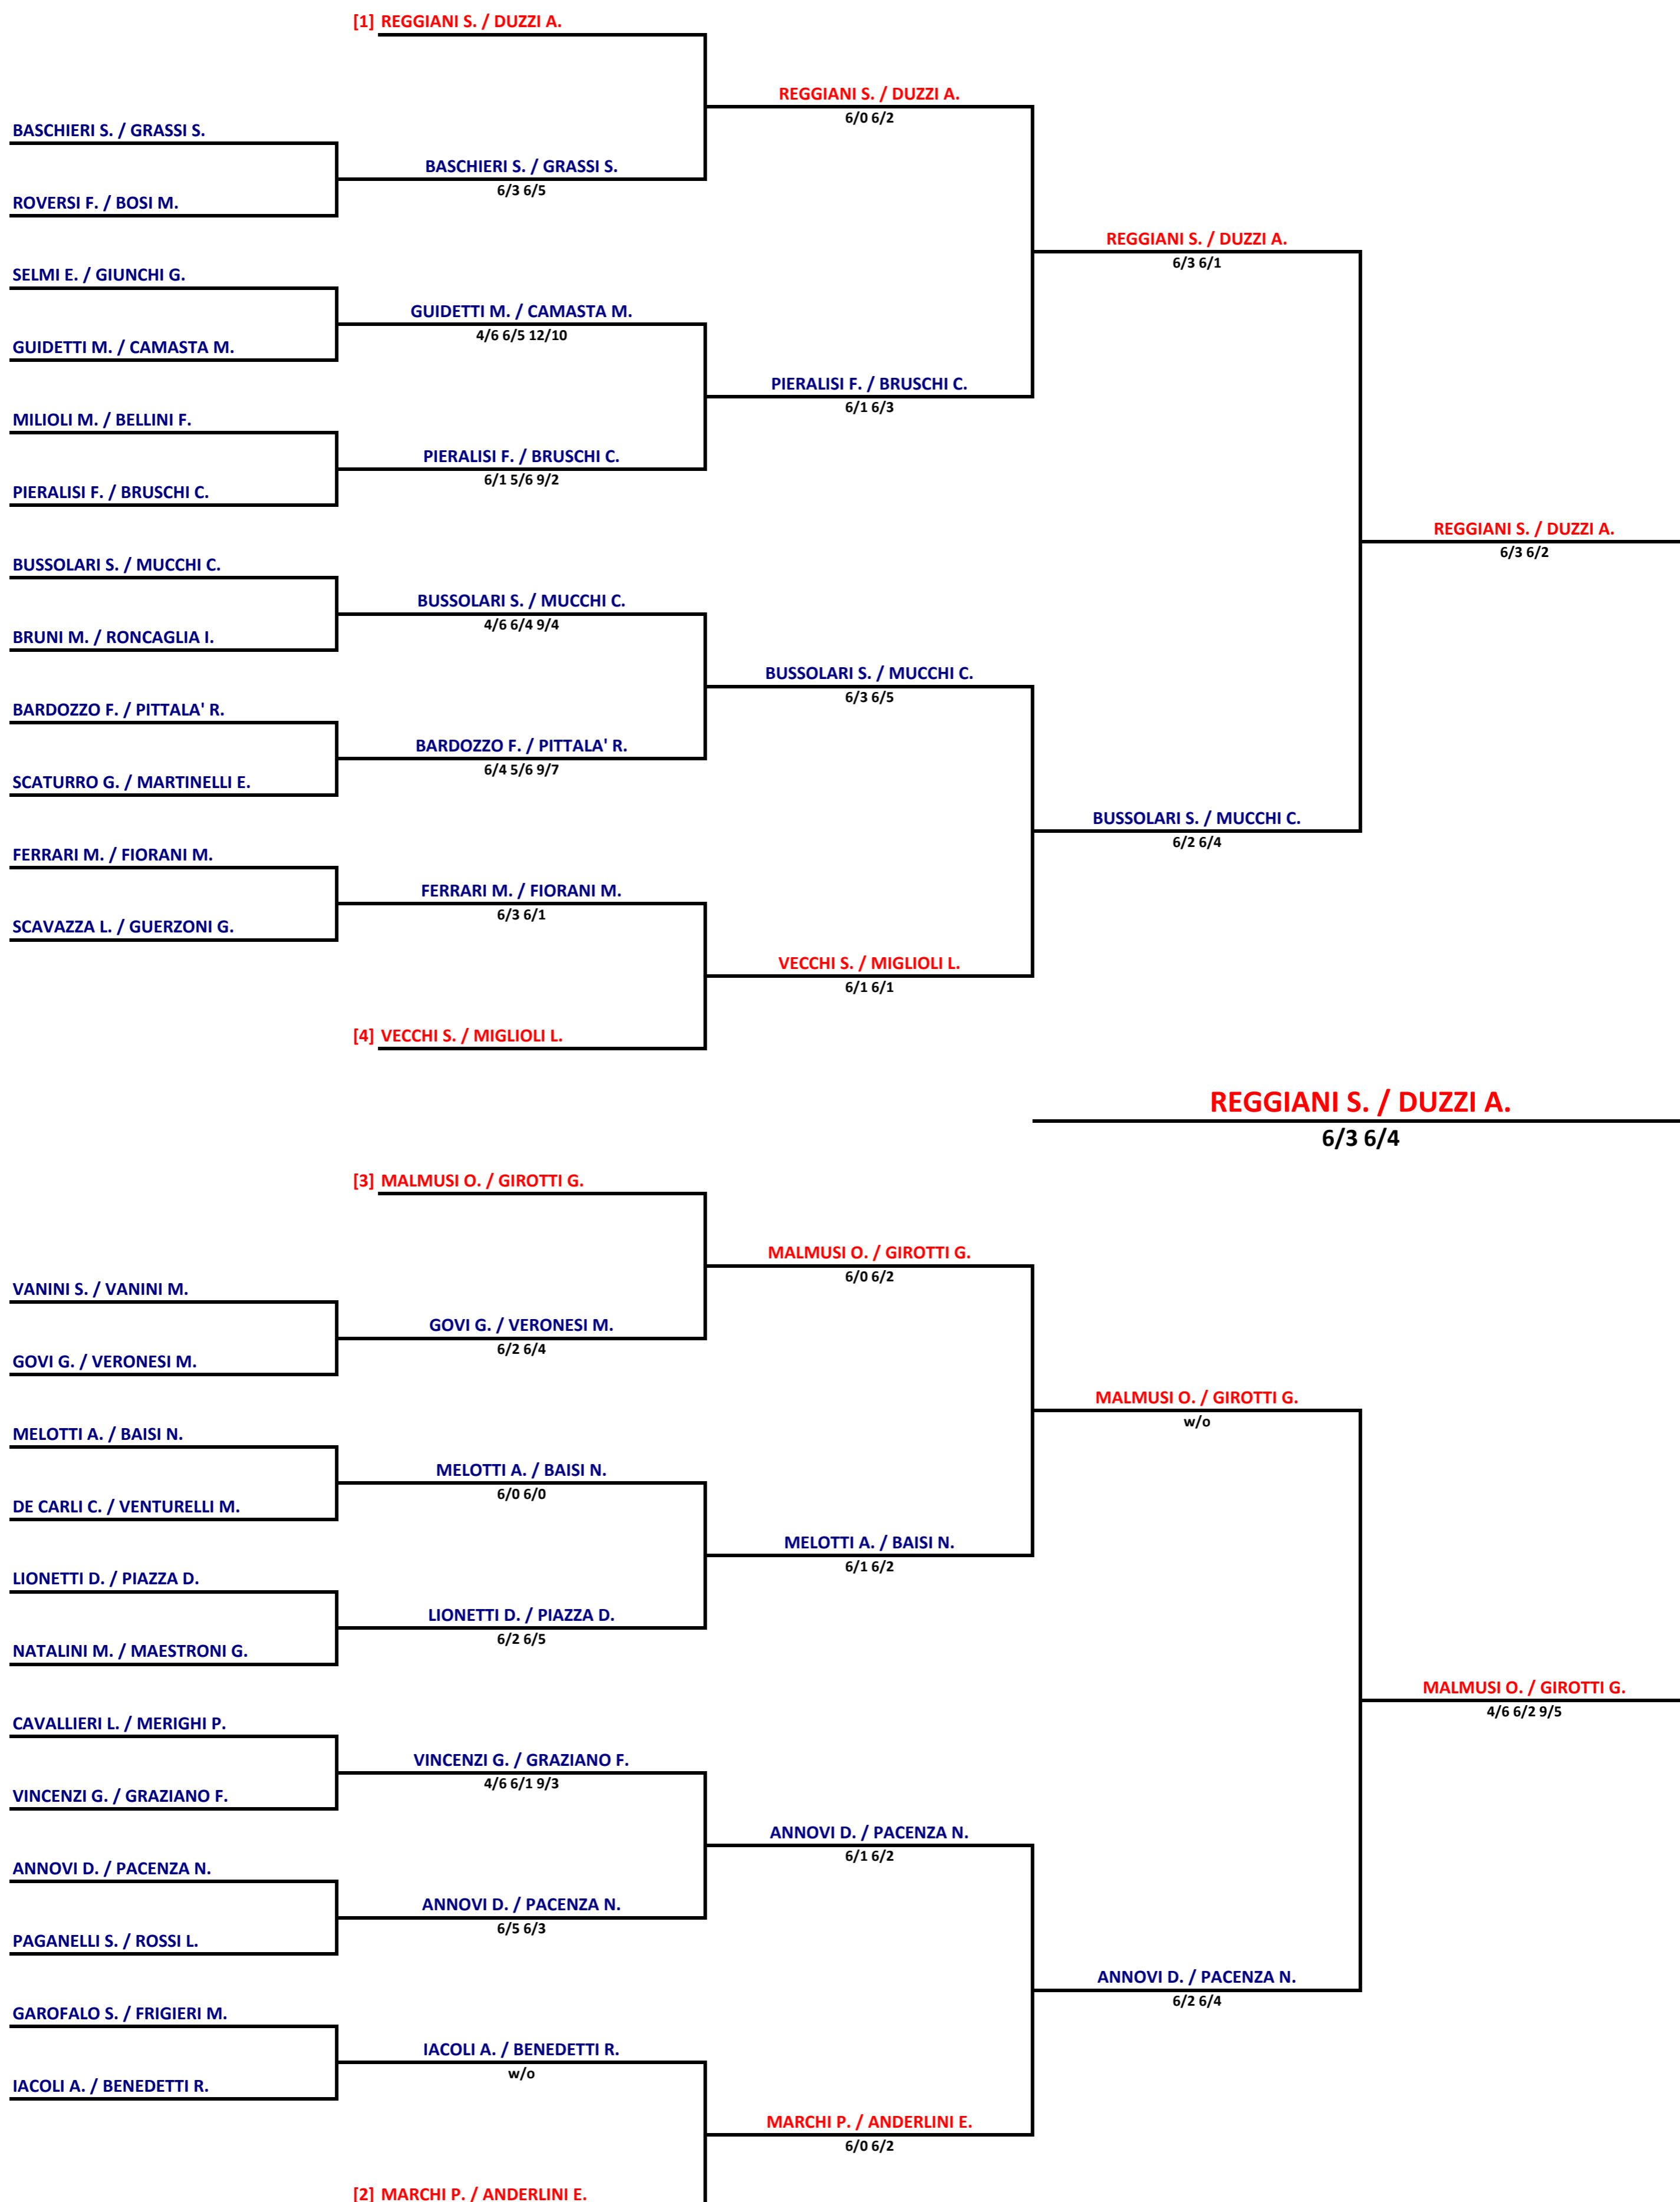 [1] REGGIANI S. / DUZZI A.
REGGIANI S. / DUZZI A.
6/0 6/2
BASCHIERI S. / GRASSI S.
BASCHIERI S. / GRASSI S.
6/3 6/5
ROVERSI F. / BOSI M.
REGGIANI S. / DUZZI A.
6/3 6/1
SELMI E. / GIUNCHI G.
GUIDETTI M. / CAMASTA M.
4/6 6/5 12/10
GUIDETTI M. / CAMASTA M.
PIERALISI F. / BRUSCHI C.
6/1 6/3
MILIOLI M. / BELLINI F.
PIERALISI F. / BRUSCHI C.
6/1 5/6 9/2
PIERALISI F. / BRUSCHI C.
REGGIANI S. / DUZZI A.
6/3 6/2
BUSSOLARI S. / MUCCHI C.
BUSSOLARI S. / MUCCHI C.
4/6 6/4 9/4
BRUNI M. / RONCAGLIA I.
BUSSOLARI S. / MUCCHI C.
6/3 6/5
BARDOZZO F. / PITTALA' R.
BARDOZZO F. / PITTALA' R.
6/4 5/6 9/7
SCATURRO G. / MARTINELLI E.
BUSSOLARI S. / MUCCHI C.
6/2 6/4
FERRARI M. / FIORANI M.
FERRARI M. / FIORANI M.
6/3 6/1
SCAVAZZA L. / GUERZONI G.
VECCHI S. / MIGLIOLI L.
6/1 6/1
[4] VECCHI S. / MIGLIOLI L.
REGGIANI S. / DUZZI A.
6/3 6/4
[3] MALMUSI O. / GIROTTI G.
MALMUSI O. / GIROTTI G.
6/0 6/2
VANINI S. / VANINI M.
GOVI G. / VERONESI M.
6/2 6/4
GOVI G. / VERONESI M.
MALMUSI O. / GIROTTI G.
w/o
MELOTTI A. / BAISI N.
MELOTTI A. / BAISI N.
6/0 6/0
DE CARLI C. / VENTURELLI M.
MELOTTI A. / BAISI N.
6/1 6/2
LIONETTI D. / PIAZZA D.
LIONETTI D. / PIAZZA D.
6/2 6/5
NATALINI M. / MAESTRONI G.
MALMUSI O. / GIROTTI G.
4/6 6/2 9/5
CAVALLIERI L. / MERIGHI P.
VINCENZI G. / GRAZIANO F.
4/6 6/1 9/3
VINCENZI G. / GRAZIANO F.
ANNOVI D. / PACENZA N.
6/1 6/2
ANNOVI D. / PACENZA N.
ANNOVI D. / PACENZA N.
6/5 6/3
PAGANELLI S. / ROSSI L.
ANNOVI D. / PACENZA N.
6/2 6/4
GAROFALO S. / FRIGIERI M.
IACOLI A. / BENEDETTI R.
w/o
IACOLI A. / BENEDETTI R.
MARCHI P. / ANDERLINI E.
6/0 6/2
[2] MARCHI P. / ANDERLINI E.